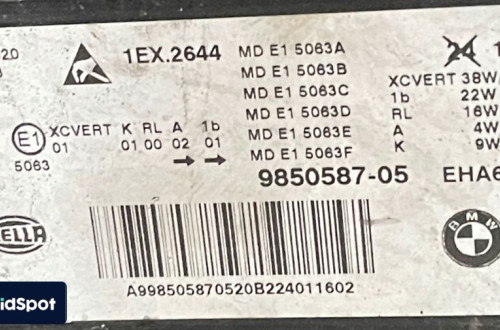 1EX.2644
MD E1 5063A
MD E1 5063B
MD E1 5063C
MD E1 5063D
MD E1 5063E
MD E1 5063F
24
XCVERT 38W
1b 22W
RL 16W
A 4W
K 9W
E1
5063
XCVERT K RL A 1b
01 01 00 02 01
9850587-05
EHA6
ELLA
BMW
A998505870520B224011602
idSpot